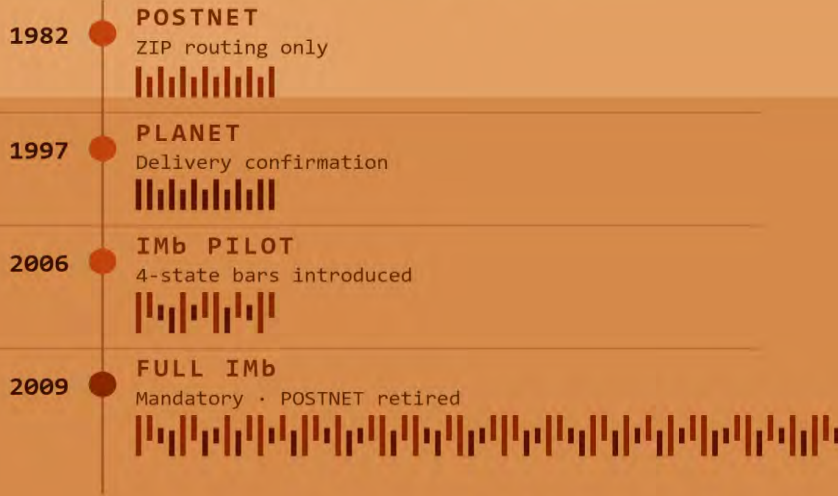 1982
POSTNET
ZIP routing only
1997
PLANET
Delivery confirmation
2006
IMb PILOT
4-state bars introduced
2009
FULL IMb
Mandatory · POSTNET retired